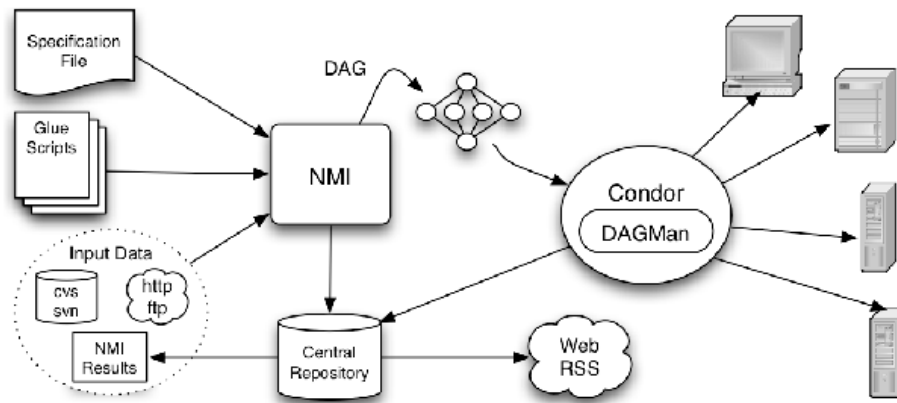 Specification
File
DAG
Glue
Scripts
NMI
Condor
DAGMan
Input Data
cvs
svn
http
ftp
NMI
Results
Central
Repository
Web
RSS